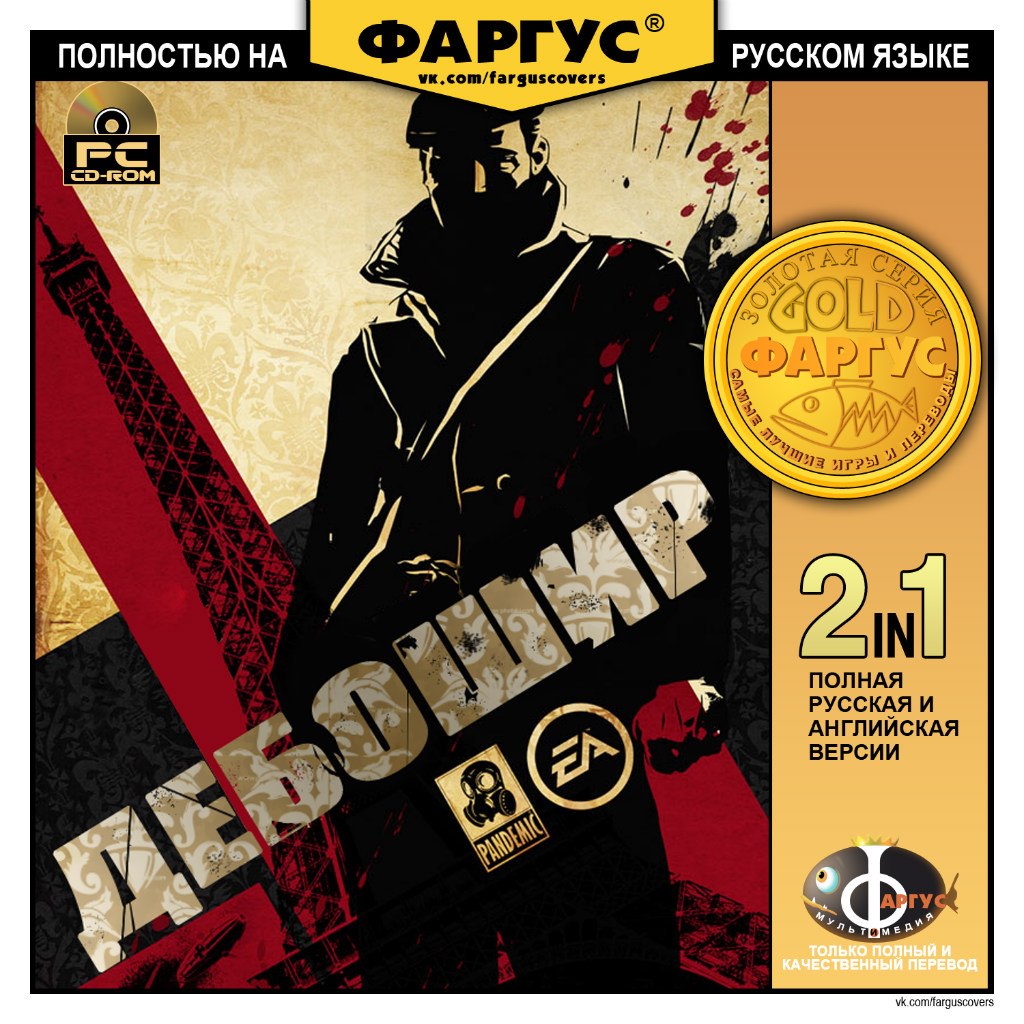 ФАРГУС®
vk.com/farguscovers
ПОЛНОСТЬЮ НА РУССКОМ ЯЗЫКЕ
PC
CD-ROM
ЗОЛОТАЯ СЕРИЯ
GOLD
ФАРГУС
САМЫЕ ЛУЧШИЕ ИГРЫ И ПЕРЕВОДЫ
ДЕБОШИР
2IN1
ПОЛНАЯ
РУССКАЯ И
АНГЛИЙСКАЯ
ВЕРСИИ
PANDEMIC
EA
ФАРГУС
МУЛЬТИМЕДИЯ
ТОЛЬКО ПОЛНЫЙ И
КАЧЕСТВЕННЫЙ ПЕРЕВОД
vk.com/farguscovers